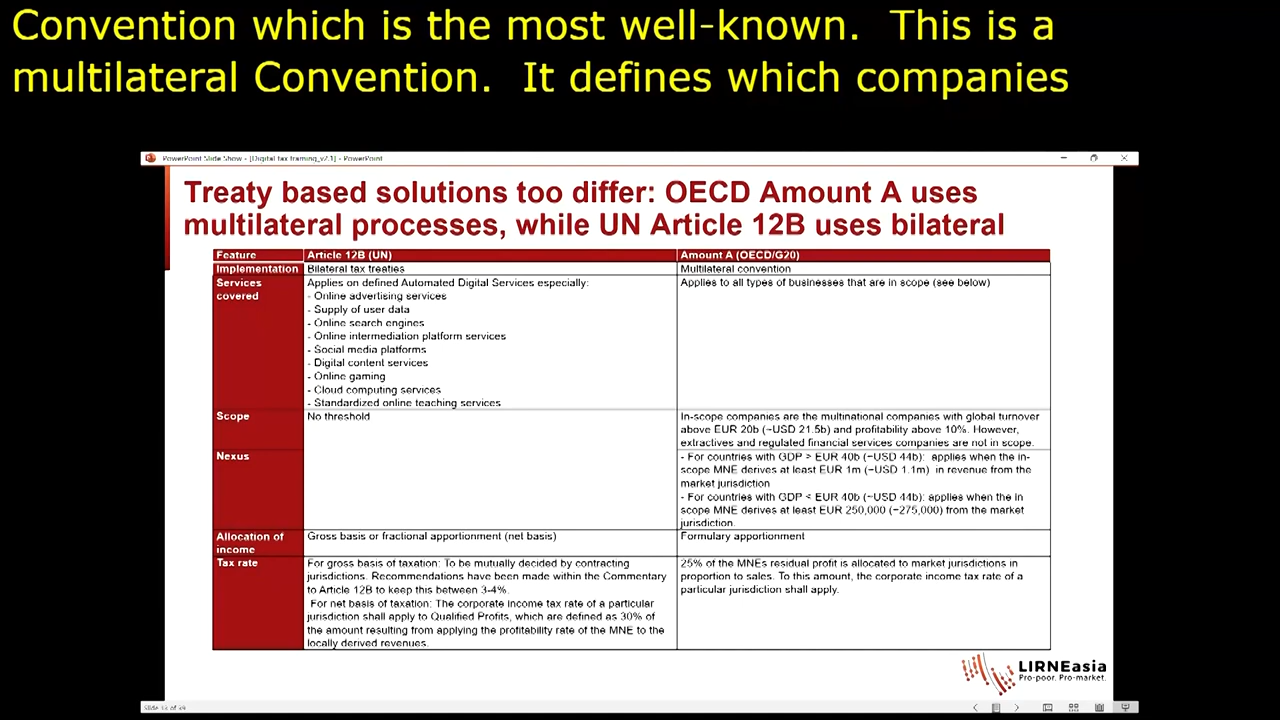 Convention which is the most well-known.  This is a
multilateral Convention.  It defines which companies
PowerPoint Slide Show - [Digital tax framing_v2.1] - PowerPoint
Treaty based solutions too differ: OECD Amount A uses
multilateral processes, while UN Article 12B uses bilateral
Feature
Article 12B (UN)
Amount A (OECD/G20)
Implementation
Bilateral tax treaties
Multilateral convention
Services
covered
Applies on defined Automated Digital Services especially:
- Online advertising services
- Supply of user data
- Online search engines
- Online intermediation platform services
- Social media platforms
- Digital content services
- Online gaming
- Cloud computing services
- Standardized online teaching services
Applies to all types of businesses that are in scope (see below)
Scope
No threshold
In-scope companies are the multinational companies with global turnover
above EUR 20b (~USD 21.5b) and profitability above 10%. However,
extractives and regulated financial services companies are not in scope.
Nexus
- For countries with GDP > EUR 40b (~USD 44b): applies when the in-
scope MNE derives at least EUR 1m (~USD 1.1m) in revenue from the
market jurisdiction
- For countries with GDP < EUR 40b (~USD 44b): applies when the in
scope MNE derives at least EUR 250,000 (~275,000) from the market
jurisdiction.
Allocation of
income
Gross basis or fractional apportionment (net basis)
Formulary apportionment
Tax rate
For gross basis of taxation: To be mutually decided by contracting
jurisdictions. Recommendations have been made within the Commentary
to Article 12B to keep this between 3-4%.
For net basis of taxation: The corporate income tax rate of a particular
jurisdiction shall apply to Qualified Profits, which are defined as 30% of
the amount resulting from applying the profitability rate of the MNE to the
locally derived revenues.
25% of the MNEs residual profit is allocated to market jurisdictions in
proportion to sales. To this amount, the corporate income tax rate of a
particular jurisdiction shall apply.
LIRNEasia
Pro-poor. Pro-market.